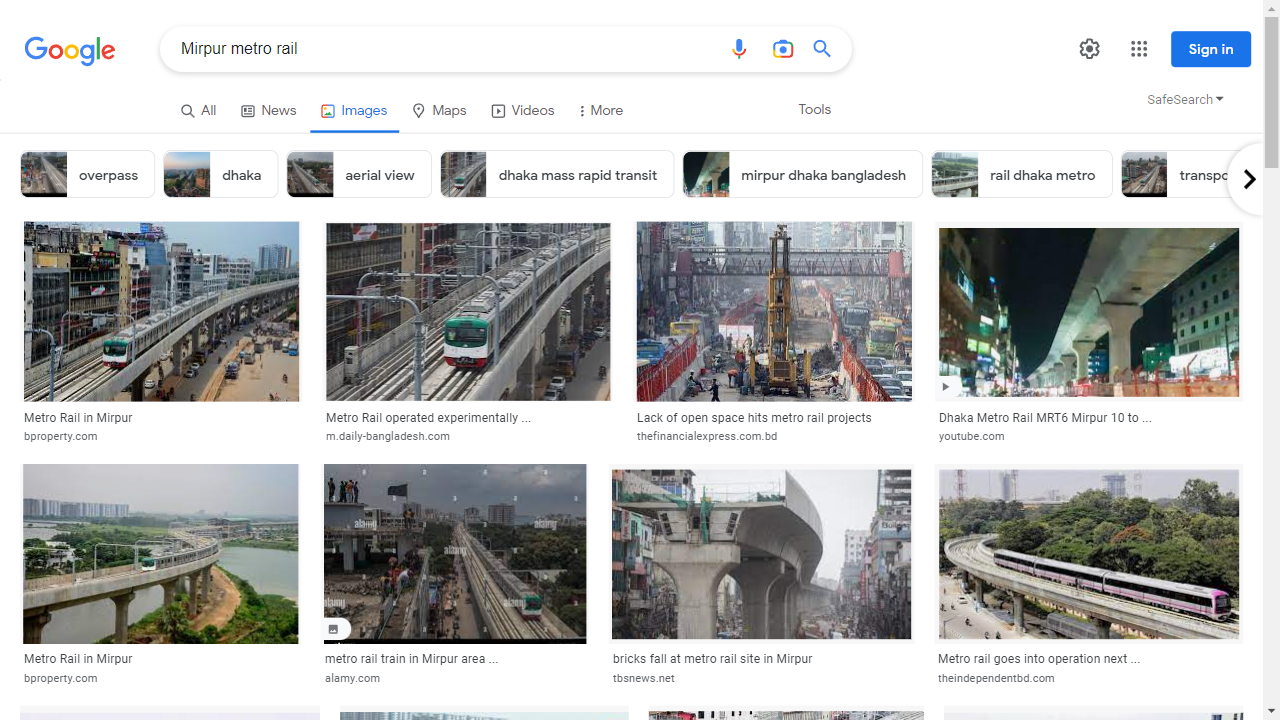 Google
Mirpur metro rail
Sign in
All
News
Images
Maps
Videos
More
Tools
SafeSearch
overpass
dhaka
aerial view
dhaka mass rapid transit
mirpur dhaka bangladesh
rail dhaka metro
transpo
Metro Rail in Mirpur
bproperty.com
Metro Rail operated experimentally ...
m.daily-bangladesh.com
Lack of open space hits metro rail projects
thefinancialexpress.com.bd
Dhaka Metro Rail MRT6 Mirpur 10 to ...
youtube.com
alamy
alamy
alamy
alamy
Metro Rail in Mirpur
bproperty.com
metro rail train in Mirpur area ...
alamy.com
bricks fall at metro rail site in Mirpur
tbsnews.net
Metro rail goes into operation next ...
theindependentbd.com